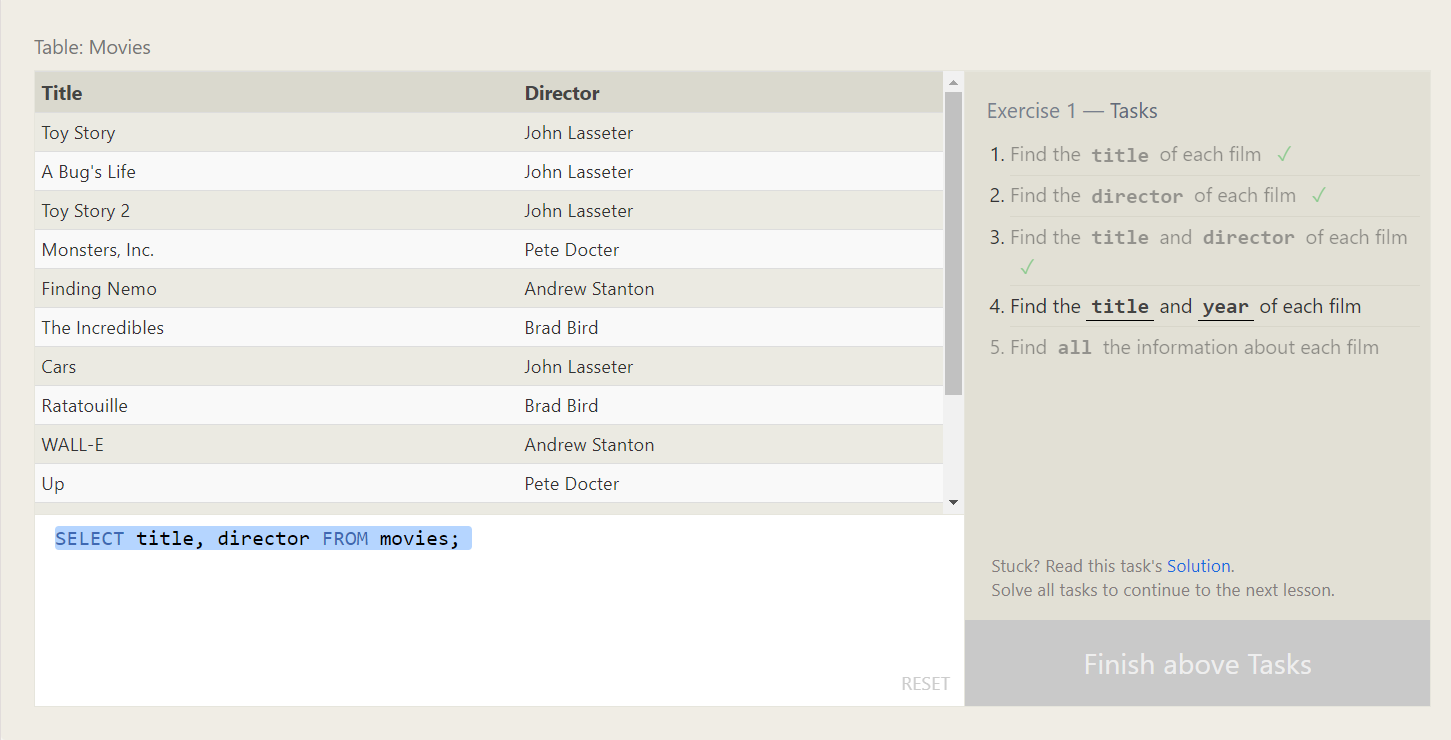 Table: Movies
Title Director
Toy Story John Lasseter
A Bug's Life John Lasseter
Toy Story 2 John Lasseter
Monsters, Inc. Pete Docter
Finding Nemo Andrew Stanton
The Incredibles Brad Bird
Cars John Lasseter
Ratatouille Brad Bird
WALL-E Andrew Stanton
Up Pete Docter
SELECT title, director FROM movies;
RESET
Exercise 1 — Tasks
1. Find the title of each film ✓
2. Find the director of each film ✓
3. Find the title and director of each film
✓
4. Find the title and year of each film
5. Find all the information about each film
Stuck? Read this task's Solution.
Solve all tasks to continue to the next lesson.
Finish above Tasks